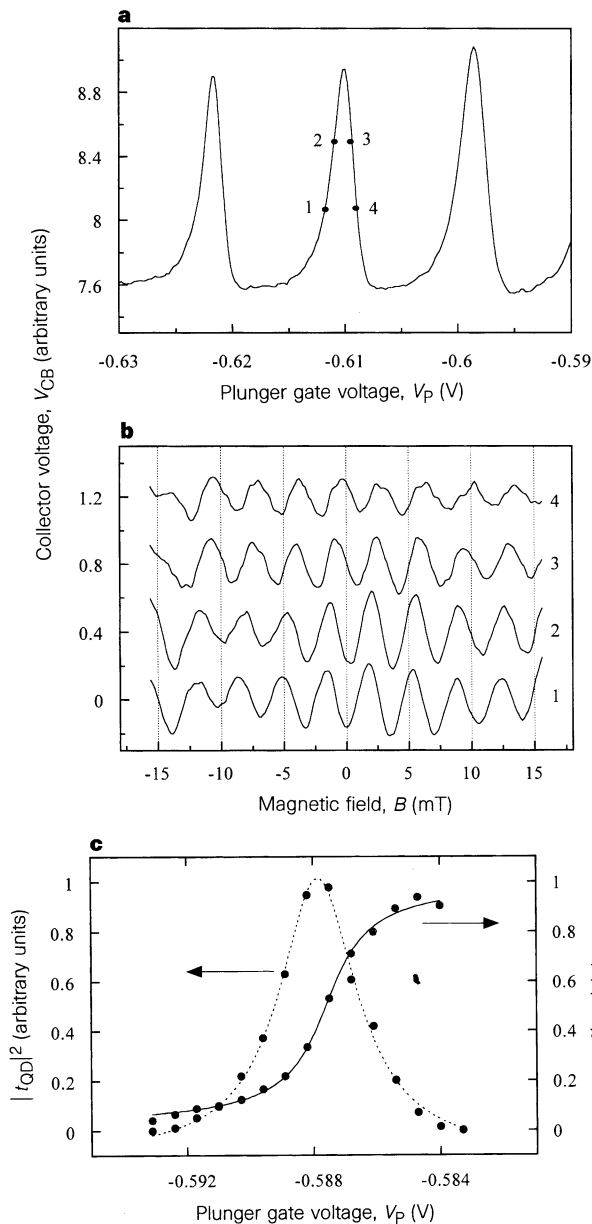 a
8.8
8.4
8
7.6
2 3
1 4
-0.63 -0.62 -0.61 -0.6 -0.59
Plunger gate voltage, VP (V)
Collector voltage, VCB (arbitrary units)
b
1.2
0.8
0.4
0
4
3
2
1
-15 -10 -5 0 5 10 15
Magnetic field, B (mT)
c
1
0.8
0.6
0.4
0.2
0
|tQD|² (arbitrary units)
1
0.8
0.6
0.4
0.2
0
-0.592 -0.588 -0.584
Plunger gate voltage, VP (V)